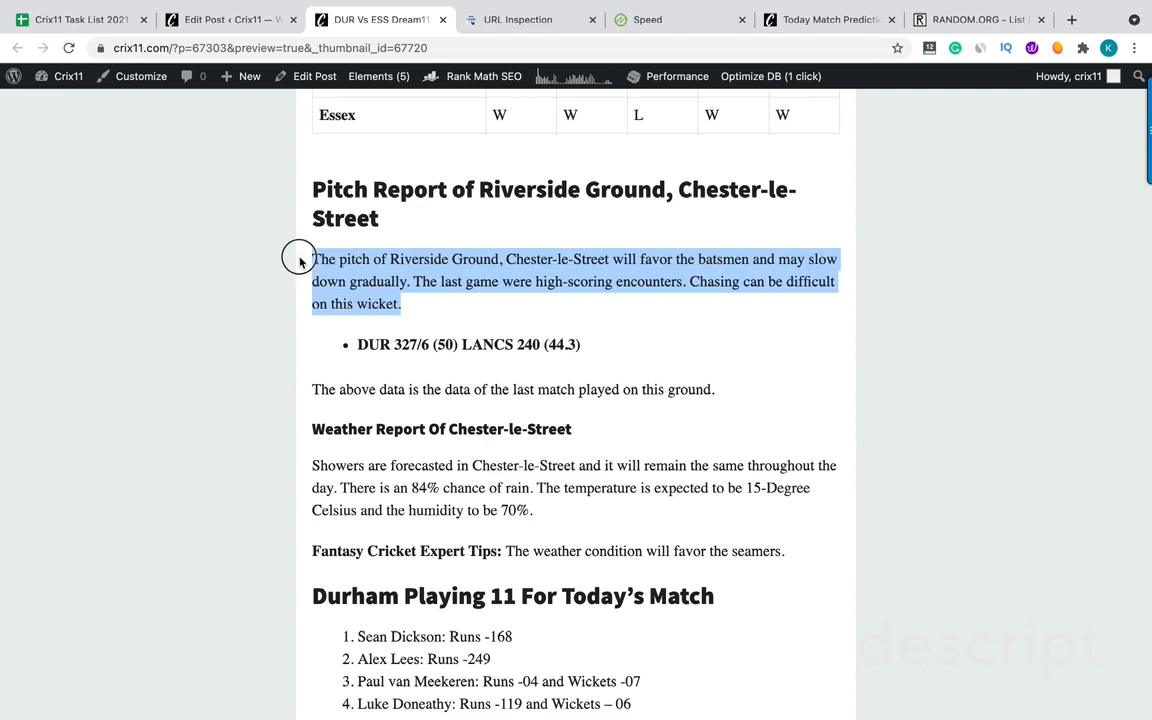 Crix11 Task List 2021
Edit Post ‹ Crix11 — W
DUR Vs ESS Dream11
URL Inspection
Speed
Today Match Predictio
RANDOM.ORG - List
crix11.com/?p=67303&preview=true&_thumbnail_id=67720
Crix11 Customize 0 New Edit Post Elements (5) Rank Math SEO Performance Optimize DB (1 click) Howdy, crix11
Essex W W L W W
Pitch Report of Riverside Ground, Chester-le-
Street
The pitch of Riverside Ground, Chester-le-Street will favor the batsmen and may slow
down gradually. The last game were high-scoring encounters. Chasing can be difficult
on this wicket.
• DUR 327/6 (50) LANCS 240 (44.3)
The above data is the data of the last match played on this ground.
Weather Report Of Chester-le-Street
Showers are forecasted in Chester-le-Street and it will remain the same throughout the
day. There is an 84% chance of rain. The temperature is expected to be 15-Degree
Celsius and the humidity to be 70%.
Fantasy Cricket Expert Tips: The weather condition will favor the seamers.
Durham Playing 11 For Today’s Match
1. Sean Dickson: Runs -168
2. Alex Lees: Runs -249
3. Paul van Meekeren: Runs -04 and Wickets -07
4. Luke Doneathy: Runs -119 and Wickets – 06
descript